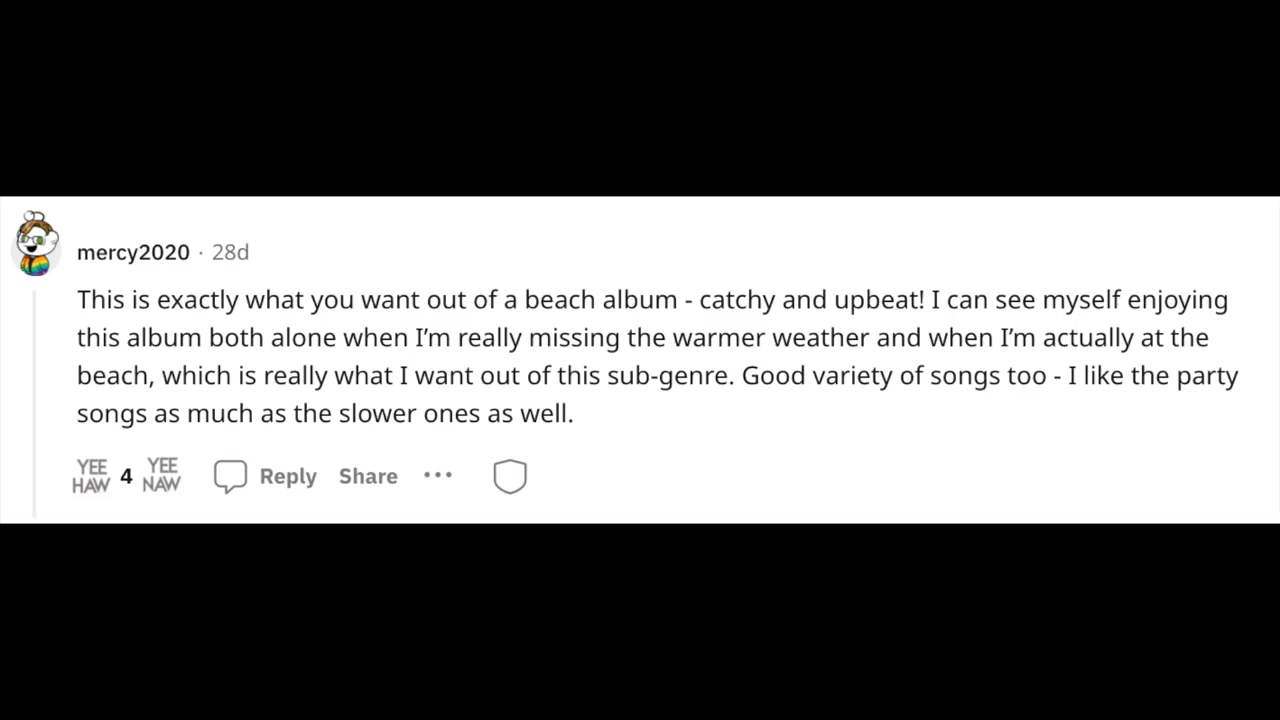 mercy2020 · 28d
This is exactly what you want out of a beach album - catchy and upbeat! I can see myself enjoying
this album both alone when I’m really missing the warmer weather and when I’m actually at the
beach, which is really what I want out of this sub-genre. Good variety of songs too - I like the party
songs as much as the slower ones as well.
YEE HAW 4 YEE NAW Reply Share ···